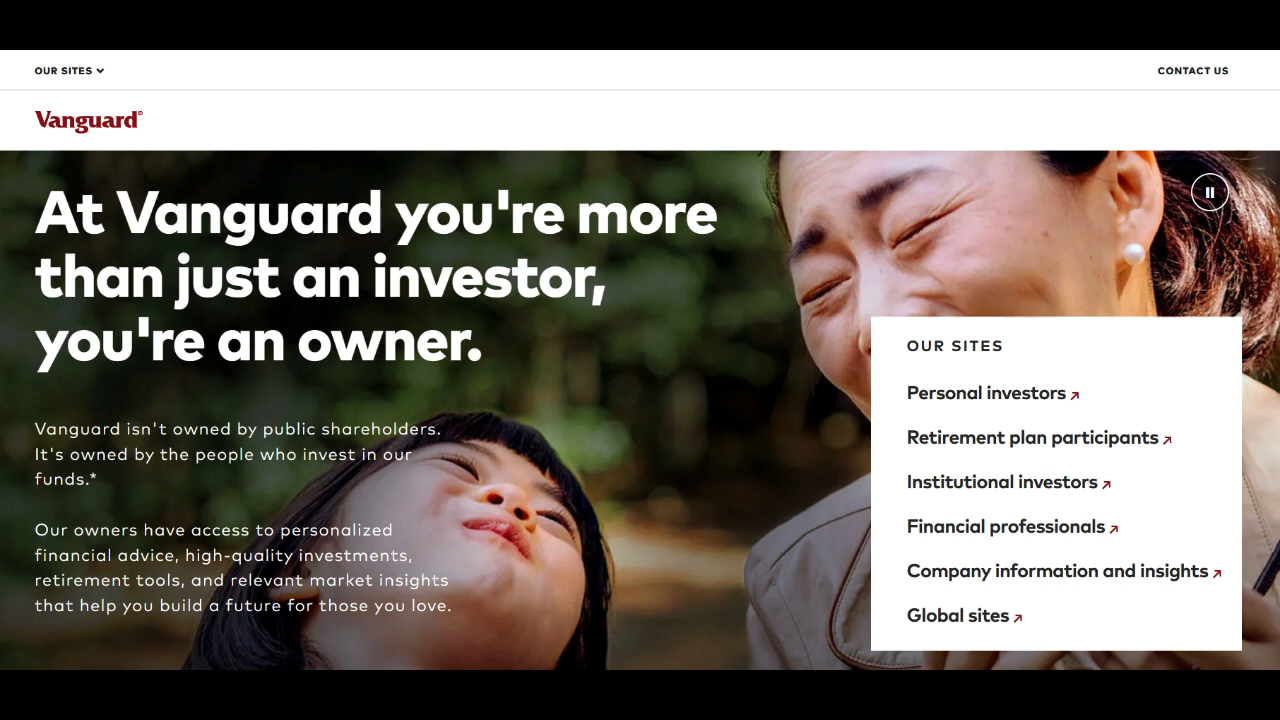 OUR SITES
CONTACT US
Vanguard®
At Vanguard you're more
than just an investor,
you're an owner.
Vanguard isn't owned by public shareholders.
It's owned by the people who invest in our
funds.*
Our owners have access to personalized
financial advice, high-quality investments,
retirement tools, and relevant market insights
that help you build a future for those you love.
OUR SITES
Personal investors
Retirement plan participants
Institutional investors
Financial professionals
Company information and insights
Global sites